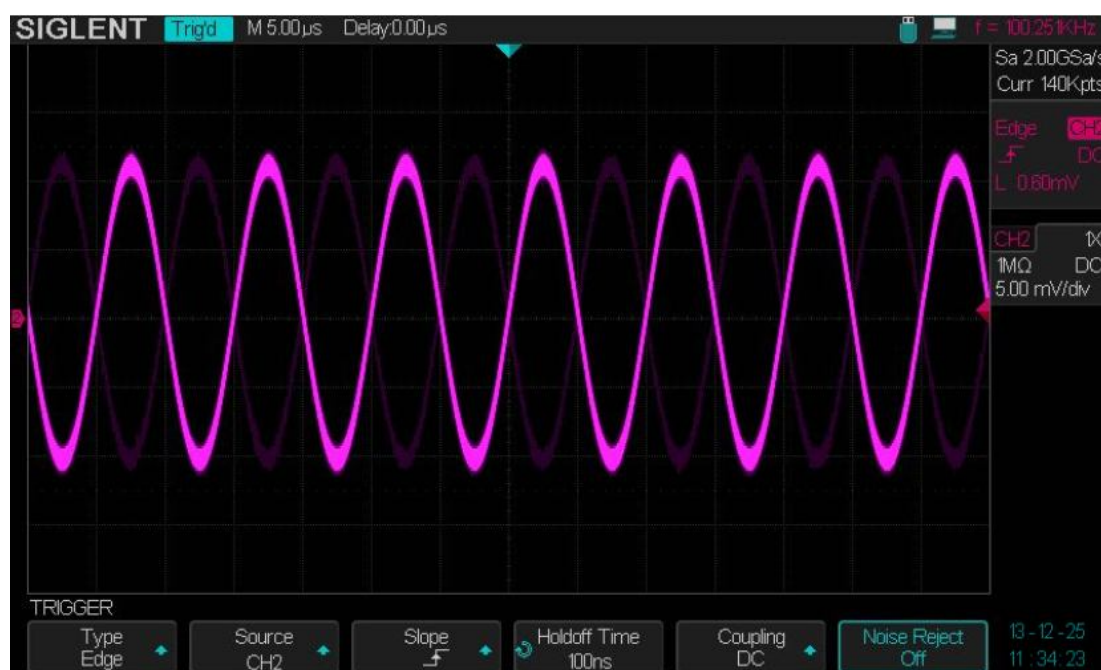 SIGLENT Trig'd M 5.00µs Delay:0.00µs f = 100.251KHz
Sa 2.00GSa/s
Curr 140Kpts
Edge CH2
DC
L 0.60mV
CH2 1X
1MΩ DC
5.00 mV/div
2
TRIGGER
Type
Edge
Source
CH2
Slope
Holdoff Time
100ns
Coupling
DC
Noise Reject
Off
13-12-25
11:34:23